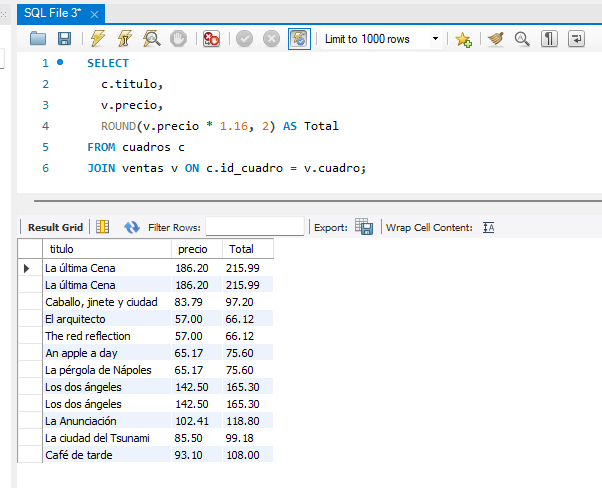 SQL File 3*
Limit to 1000 rows
1 SELECT
2 c.titulo,
3 v.precio,
4 ROUND(v.precio * 1.16, 2) AS Total
5 FROM cuadros c
6 JOIN ventas v ON c.id_cuadro = v.cuadro;
Result Grid Filter Rows: Export: Wrap Cell Content:
titulo precio Total
La última Cena 186.20 215.99
La última Cena 186.20 215.99
Caballo, jinete y ciudad 83.79 97.20
El arquitecto 57.00 66.12
The red reflection 57.00 66.12
An apple a day 65.17 75.60
La pérgola de Nápoles 65.17 75.60
Los dos ángeles 142.50 165.30
Los dos ángeles 142.50 165.30
La Anunciación 102.41 118.80
La ciudad del Tsunami 85.50 99.18
Café de tarde 93.10 108.00